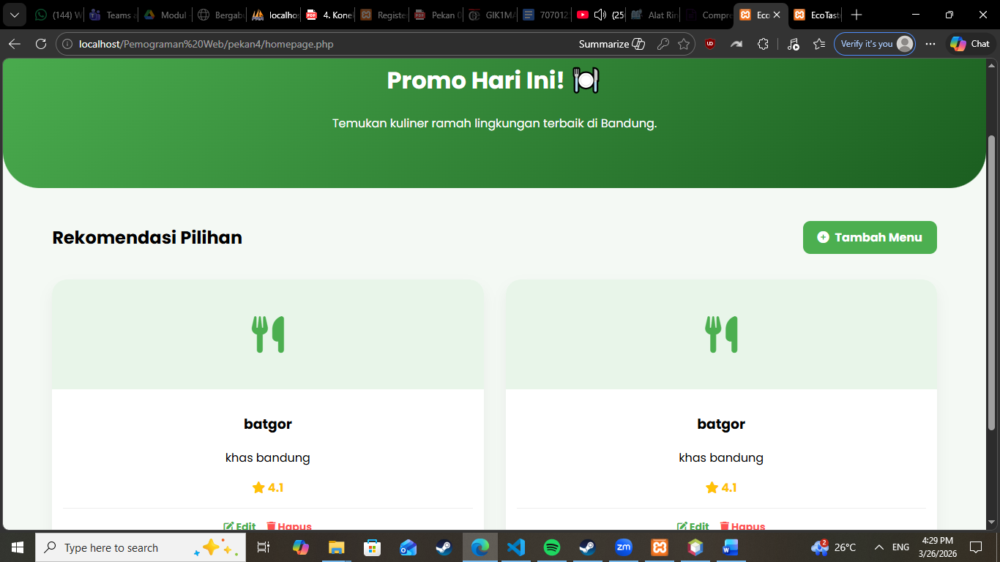 (144) W
Teams a
Modul -
Bergab
localhos
4. Kone
Register
Pekan 0
GIK1MA
707012
(25
Alat Rin
Compre
Eco
EcoTast
localhost/Pemograman%20Web/pekan4/homepage.php
Summarize
Verify it's you
Chat
Promo Hari Ini! 🍽️
Temukan kuliner ramah lingkungan terbaik di Bandung.
Rekomendasi Pilihan
Tambah Menu
batgor
khas bandung
4.1
Edit Hapus
batgor
khas bandung
4.1
Edit Hapus
Type here to search
26°C
ENG
4:29 PM
3/26/2026